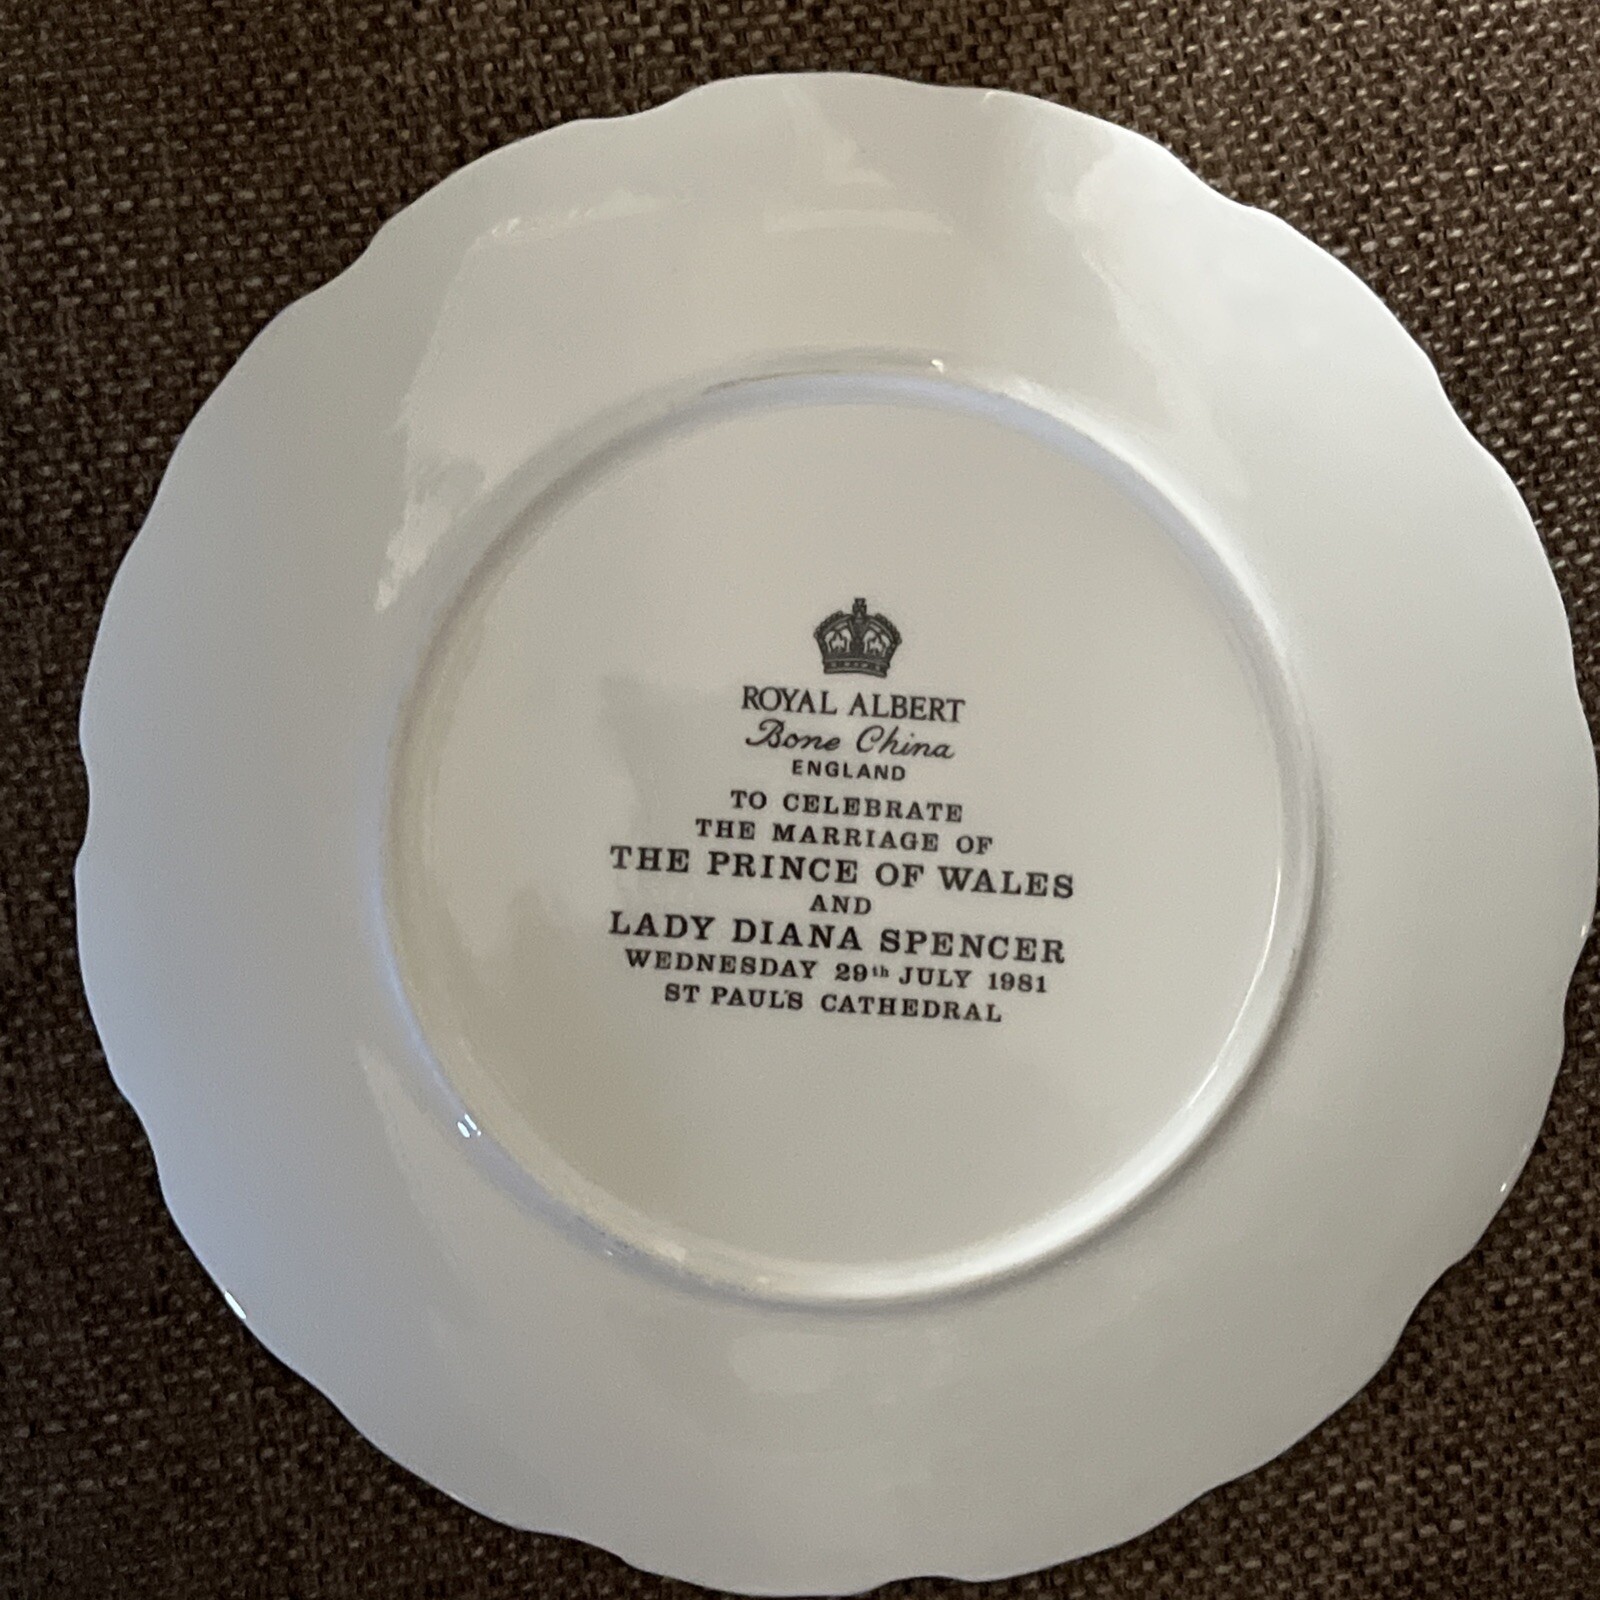 ROYAL ALBERT
Bone China
ENGLAND
TO CELEBRATE
THE MARRIAGE OF
THE PRINCE OF WALES
AND
LADY DIANA SPENCER
WEDNESDAY 29th JULY 1981
ST PAUL'S CATHEDRAL